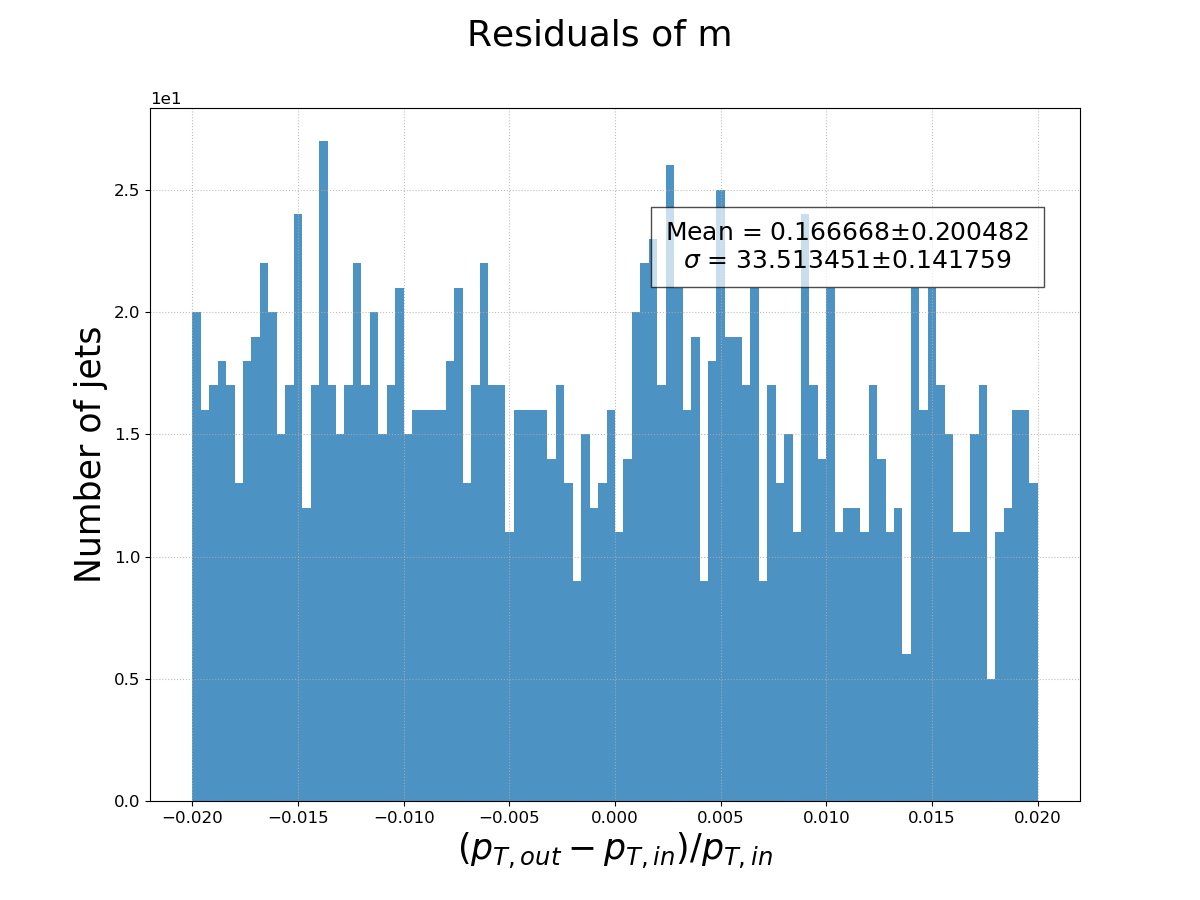 Residuals of m
1e1
2.5
2.0
1.5
1.0
0.5
0.0
Number of jets
Mean = 0.166668±0.200482
σ = 33.513451±0.141759
−0.020 −0.015 −0.010 −0.005 0.000 0.005 0.010 0.015 0.020
(p_{T,out} − p_{T,in})/p_{T,in}